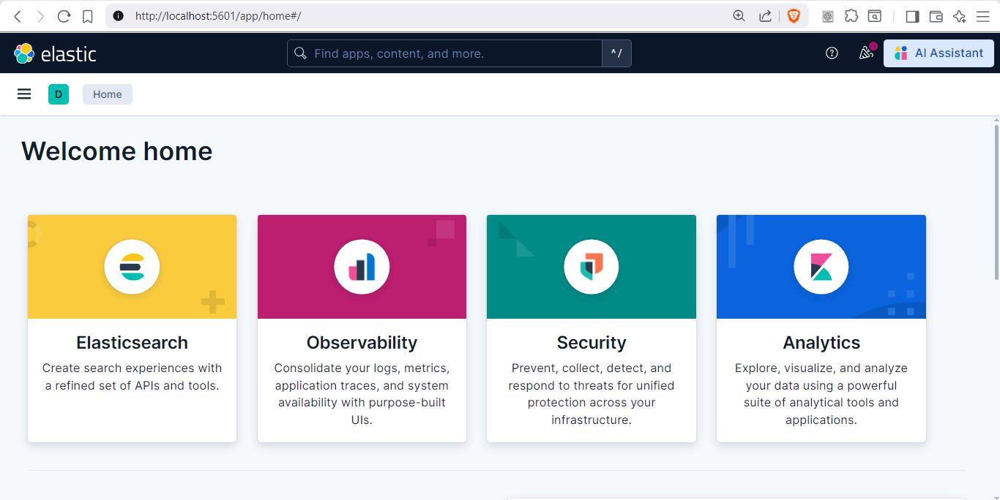 http://localhost:5601/app/home#/
elastic
Find apps, content, and more.
^ /
AI Assistant
D
Home
Welcome home
Elasticsearch
Create search experiences with
a refined set of APIs and tools.
Observability
Consolidate your logs, metrics,
application traces, and system
availability with purpose-built
UIs.
Security
Prevent, collect, detect, and
respond to threats for unified
protection across your
infrastructure.
Analytics
Explore, visualize, and analyze
your data using a powerful
suite of analytical tools and
applications.